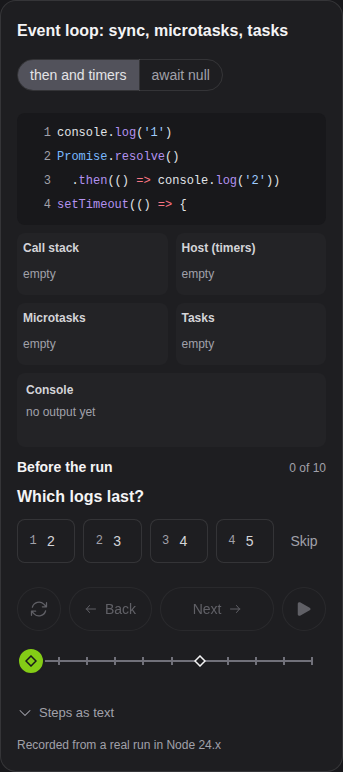 Event loop: sync, microtasks, tasks
then and timers await null
1 console.log('1')
2 Promise.resolve()
3 .then(() => console.log('2'))
4 setTimeout(() => {
Call stack Host (timers)
empty empty
Microtasks Tasks
empty empty
Console
no output yet
Before the run 0 of 10
Which logs last?
1 2 2 3 3 4 4 5 Skip
← Back Next →
Steps as text
Recorded from a real run in Node 24.x